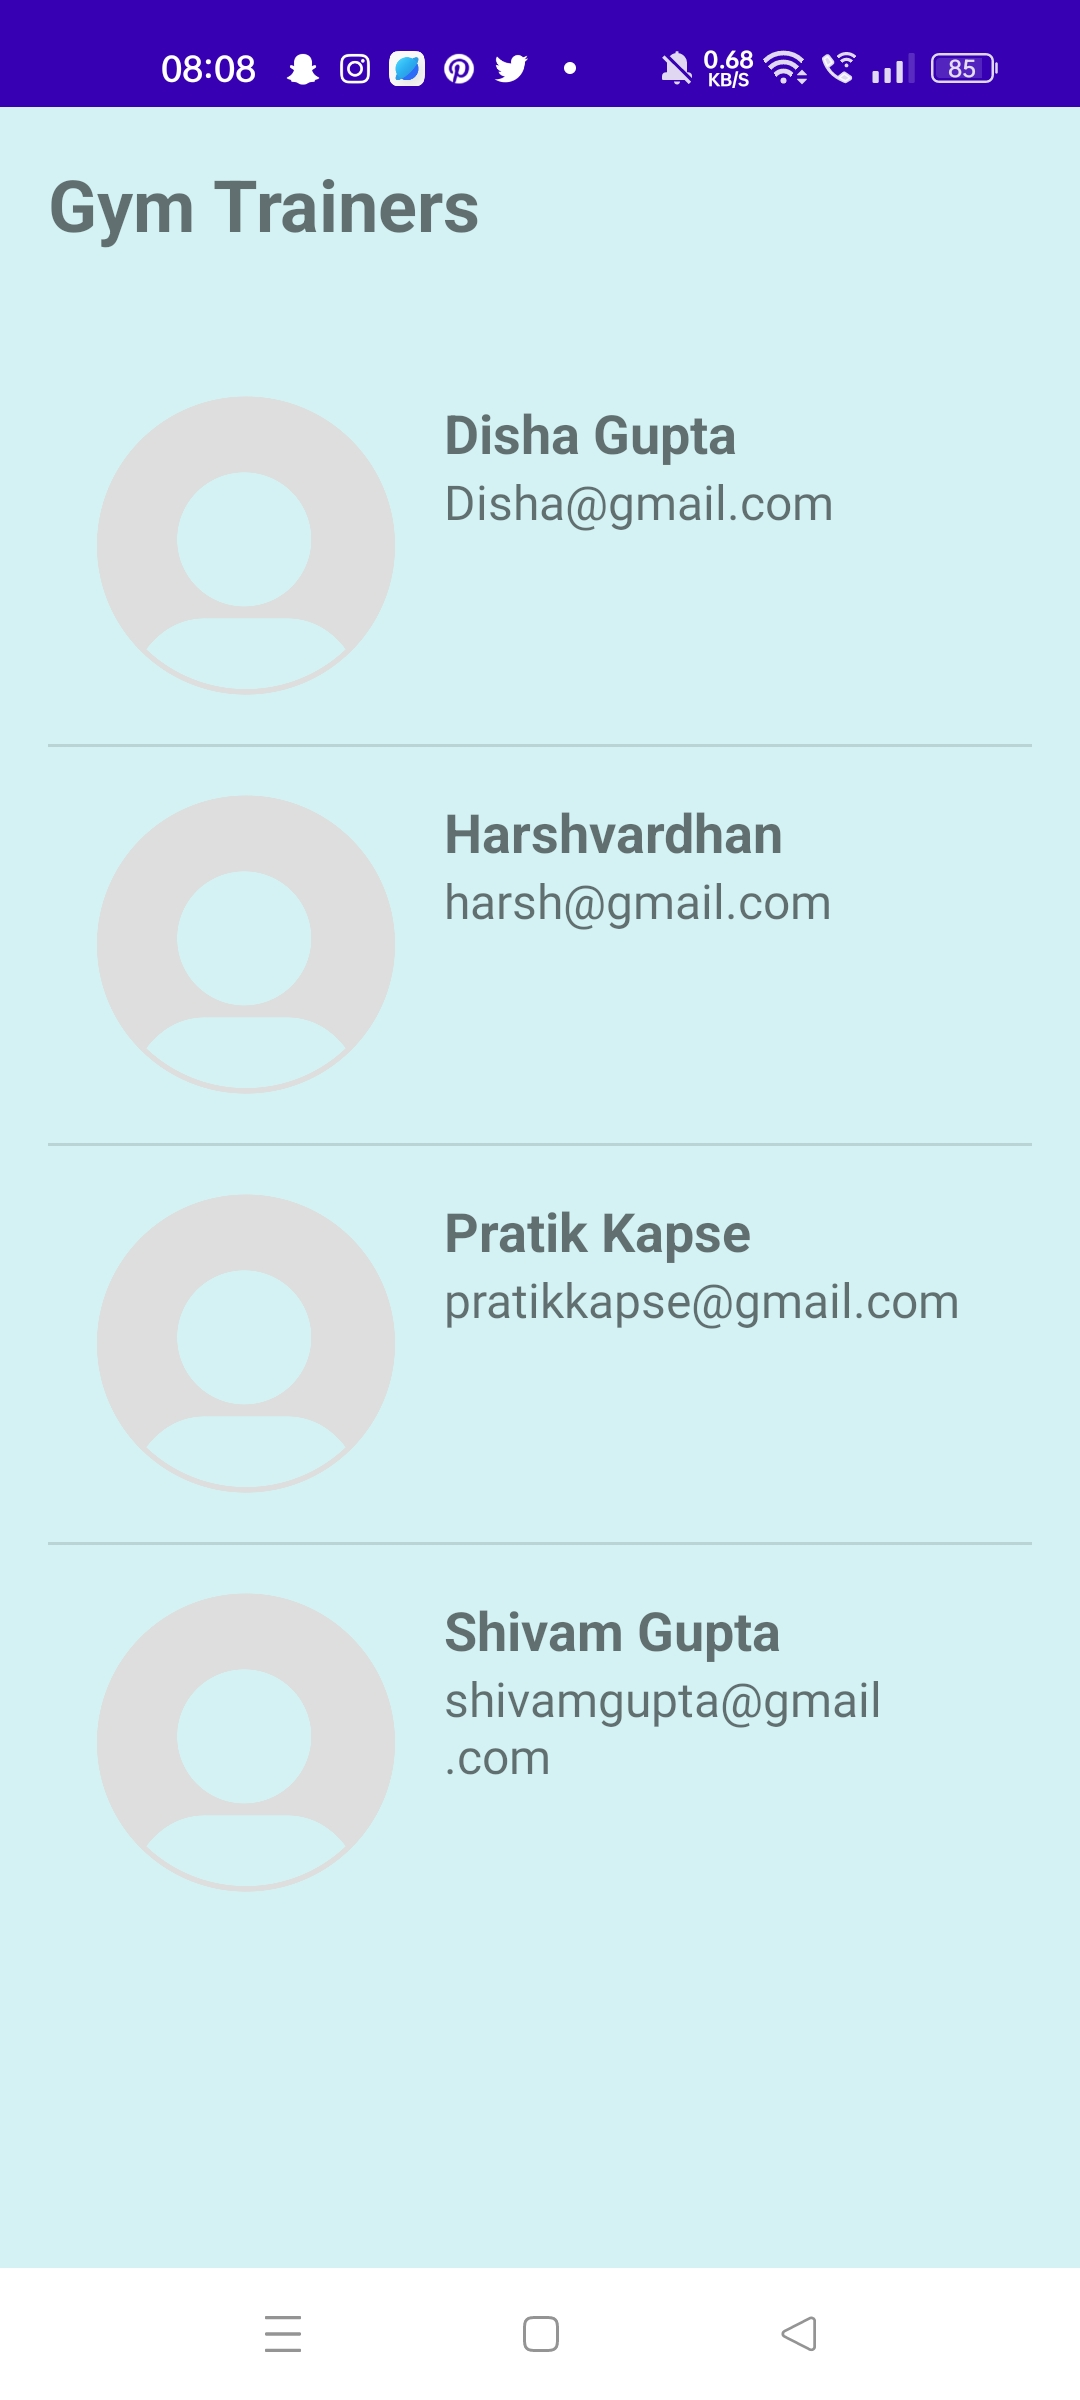 08:08 0.68 KB/S 85
Gym Trainers
Disha Gupta
Disha@gmail.com
Harshvardhan
harsh@gmail.com
Pratik Kapse
pratikkapse@gmail.com
Shivam Gupta
shivamgupta@gmail
.com